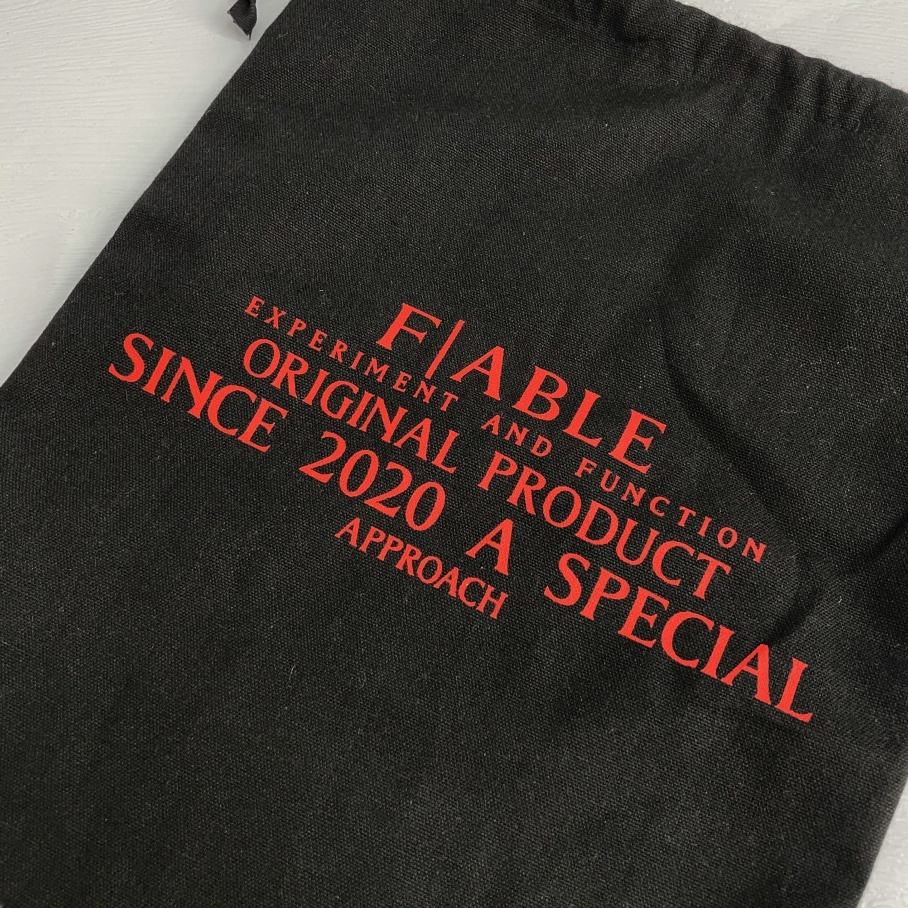 F|ABLE
EXPERIMENT AND FUNCTION
ORIGINAL PRODUCT
SINCE 2020 A SPECIAL
APPROACH